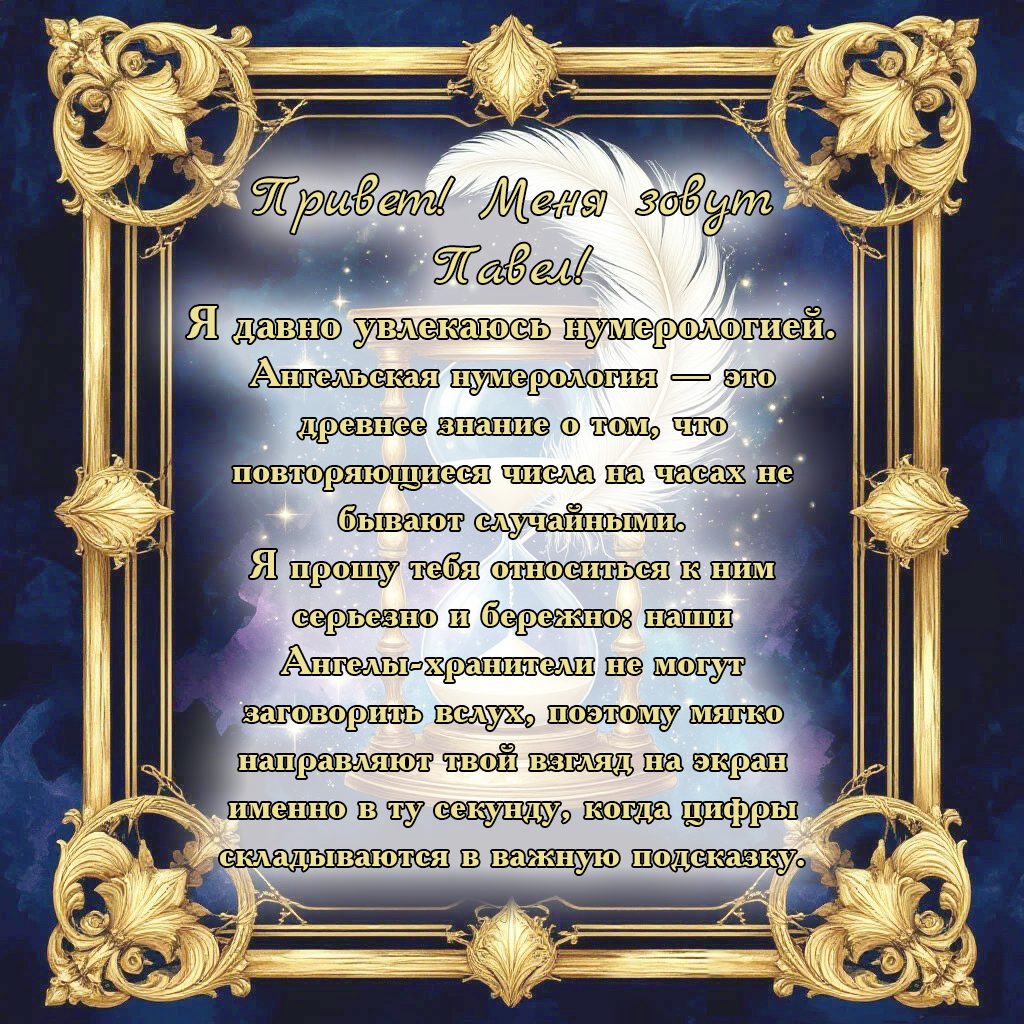 Привет! Меня зовут
Павел!
Я давно увлекаюсь нумерологией.
Ангельская нумерология — это
древнее знание о том, что
повторяющиеся числа на часах не
бывают случайными.
Я прошу тебя относиться к ним
серьезно и бережно: наши
Ангелы-хранители не могут
заговорить вслух, поэтому мягко
направляют твой взгляд на экран
именно в ту секунду, когда цифры
складываются в важную подсказку.